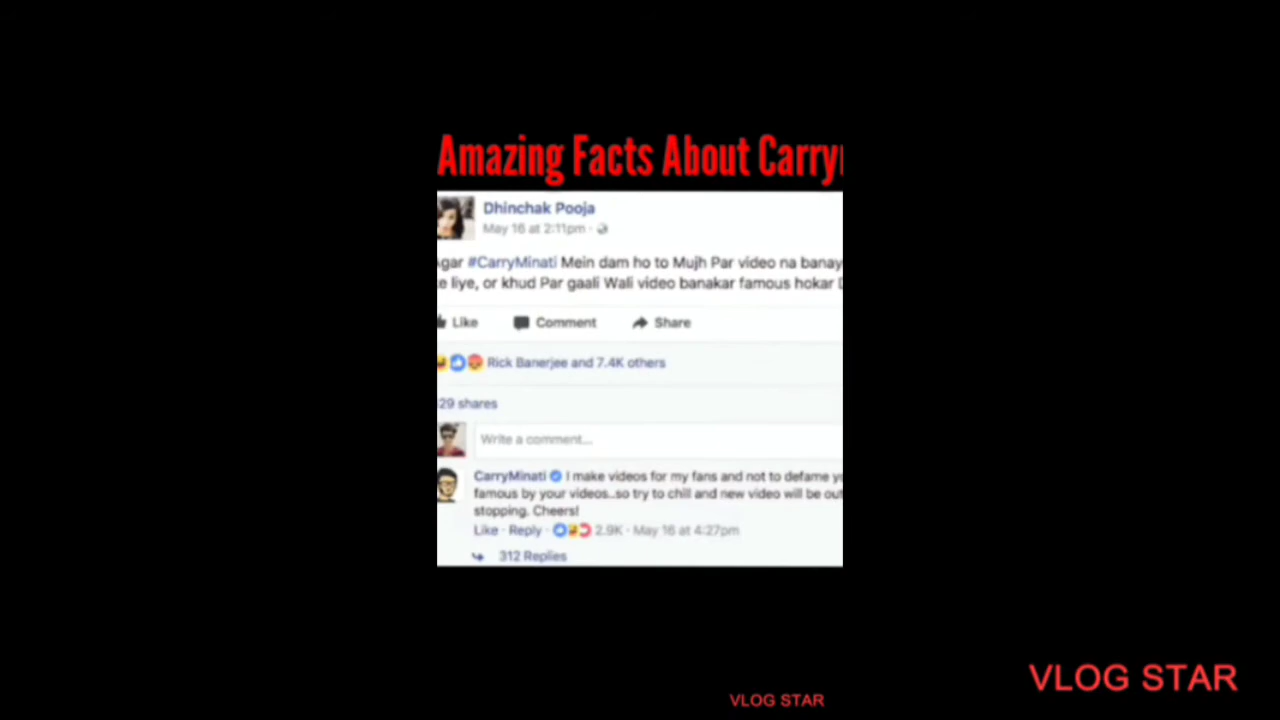 Amazing Facts About Carry
Dhinchak Pooja
May 16 at 2:11pm
#CarryMinati Mein dam ho to Mujh Par video na banay
liye, or khud Par gaali Wali video banakar famous hokar
Like Comment Share
Rick Banerjee and 7.4K others
29 shares
Write a comment...
CarryMinati I make videos for my fans and not to defame
famous by your videos..so try to chill and new video will be out
stopping. Cheers!
Like · Reply · 2.9K · May 16 at 4:27pm
312 Replies
VLOG STAR
VLOG STAR